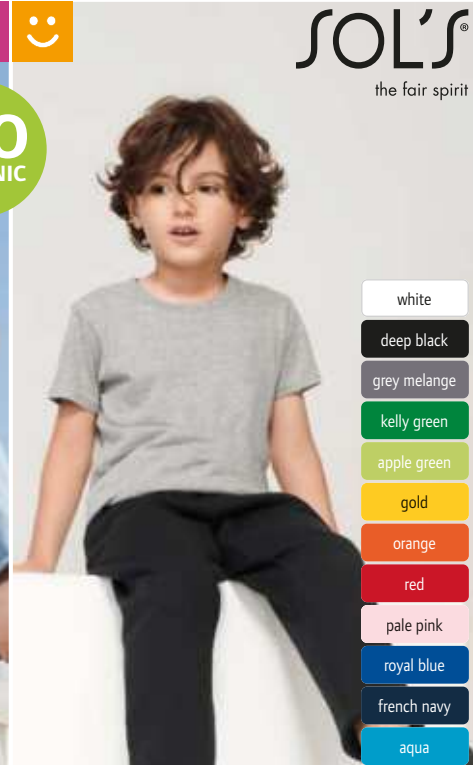 SOL'S®
the fair spirit
white
deep black
grey melange
kelly green
apple green
gold
orange
red
pale pink
royal blue
french navy
aqua